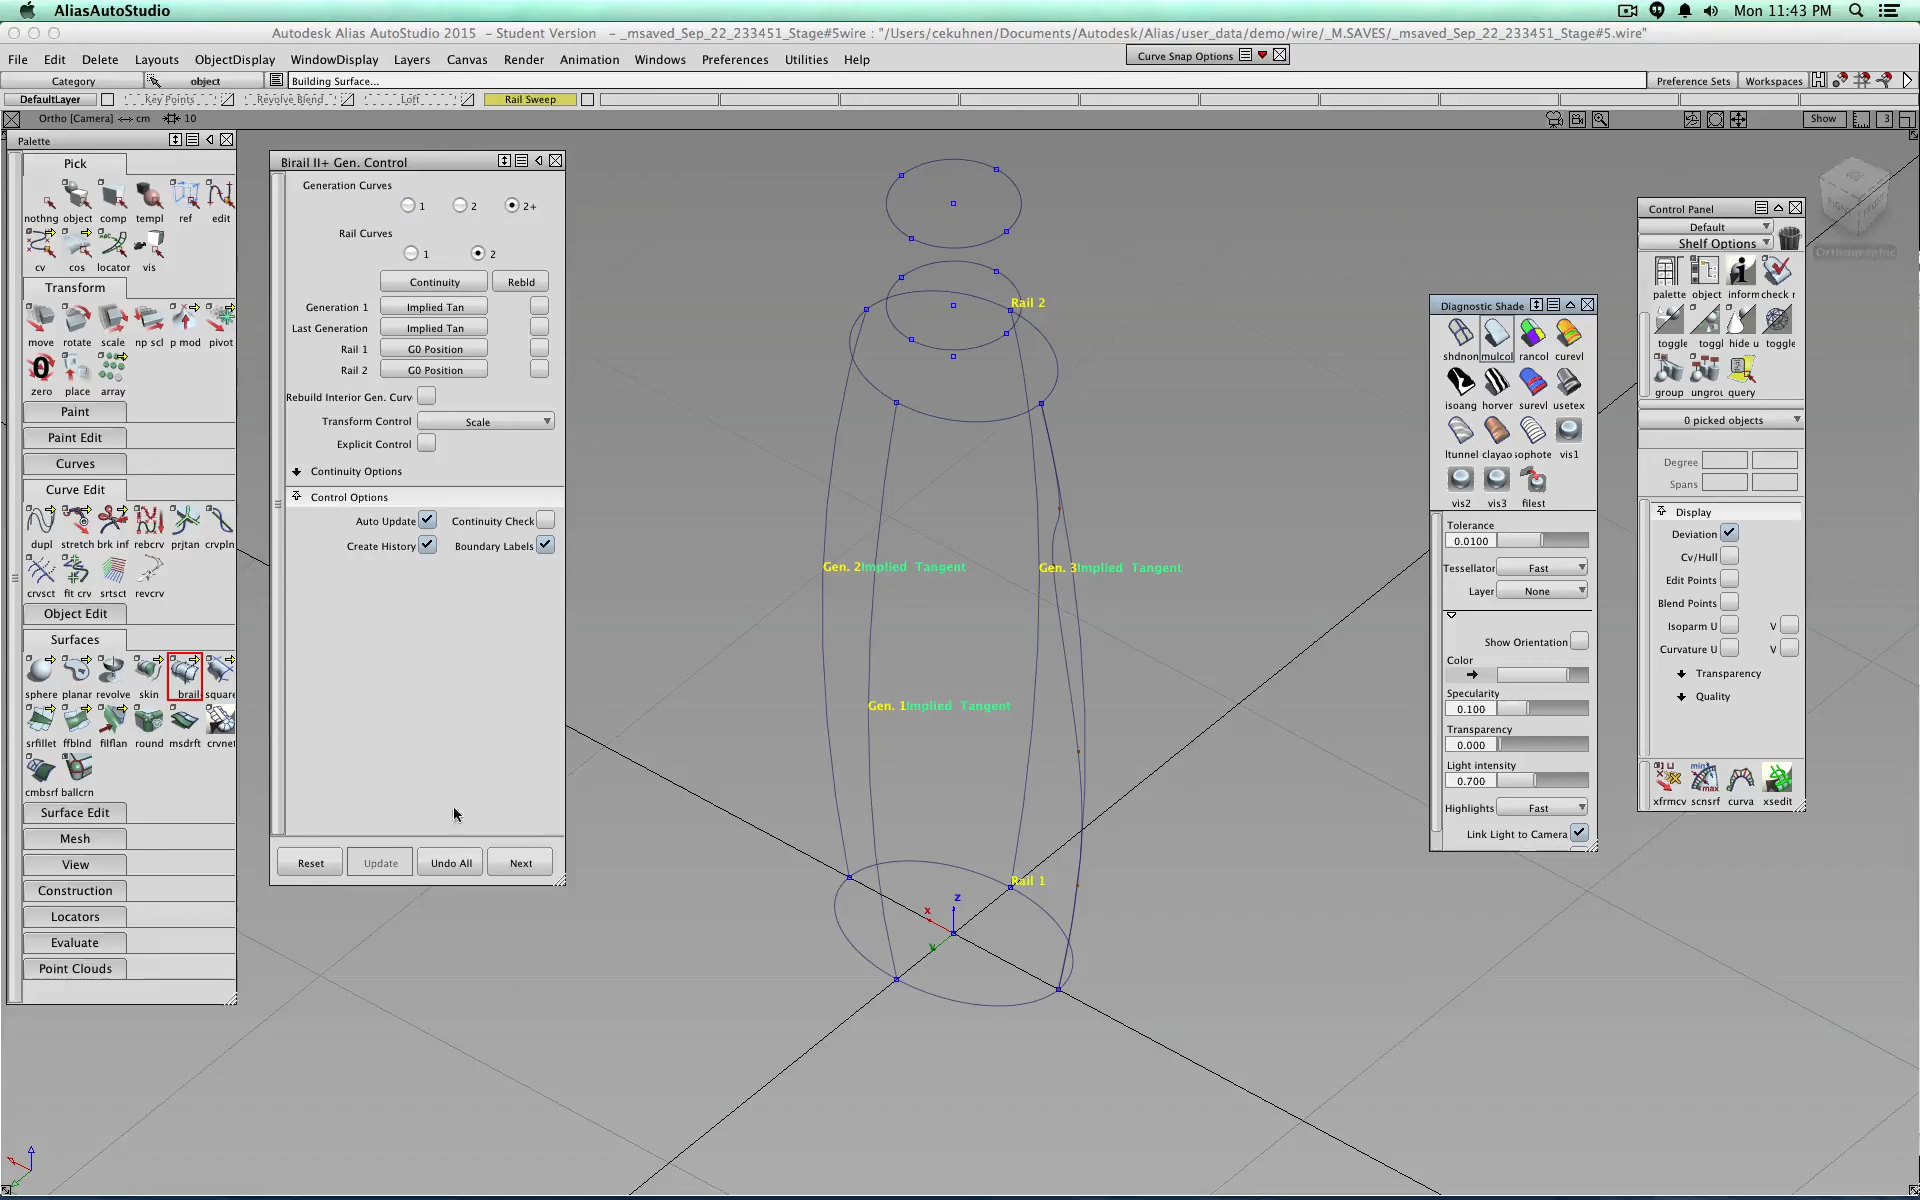 AliasAutoStudio
Mon 11:43 PM
Autodesk Alias AutoStudio 2015 - Student Version - _msaved_Sep_22_233451_Stage#5wire : "/Users/cekuhnen/Documents/Autodesk/Alias/user_data/demo/wire/_M.SAVES/_msaved_Sep_22_233451_Stage#5.wire"
File Edit Delete Layouts ObjectDisplay WindowDisplay Layers Canvas Render Animation Windows Preferences Utilities Help
Curve Snap Options
Category object Building Surface... Preference Sets Workspaces
DefaultLayer Key Points Revolve Blend Loft Rail Sweep
Ortho [Camera] cm 10 Show 3
Palette
Pick
nothng object comp templ ref edit
cv cos locator vis
Transform
move rotate scale np scl p mod pivot
zero place array
Paint
Paint Edit
Curves
Curve Edit
dupl stretch brk inf rebcrv prjtan crvpln
crvsct fit crv srtsct revcrv
Object Edit
Surfaces
sphere planar revolve skin brail square
srfillet ffblnd filflan round msdrft crvnet
cmbsrf ballcrn
Surface Edit
Mesh
View
Construction
Locators
Evaluate
Point Clouds
Birail II+ Gen. Control
Generation Curves
1 2 2+
Rail Curves
1 2
Continuity Rebld
Generation 1 Implied Tan
Last Generation Implied Tan
Rail 1 G0 Position
Rail 2 G0 Position
Rebuild Interior Gen. Curv
Transform Control Scale
Explicit Control
Continuity Options
Control Options
Auto Update Continuity Check
Create History Boundary Labels
Reset Update Undo All Next
Rail 2
Gen. 2Implied Tangent
Gen. 3Implied Tangent
Gen. 1Implied Tangent
Rail 1
z
x
y
Diagnostic Shade
shdnon mulcol rancol curevl
isoang horver surevl usetex
ltunnel clayao sophote vis1
vis2 vis3 filest
Tolerance
0.0100
Tessellator Fast
Layer None
Show Orientation
Color
Specularity
0.100
Transparency
0.000
Light intensity
0.700
Highlights Fast
Link Light to Camera
Control Panel
Default
Shelf Options
palette object inform check r
toggle toggl hide u toggle
group ungrou query
0 picked objects
Degree
Spans
Display
Deviation
Cv/Hull
Edit Points
Blend Points
Isoparm U V
Curvature U V
Transparency
Quality
xfrmcv scnsrf curva xsedit